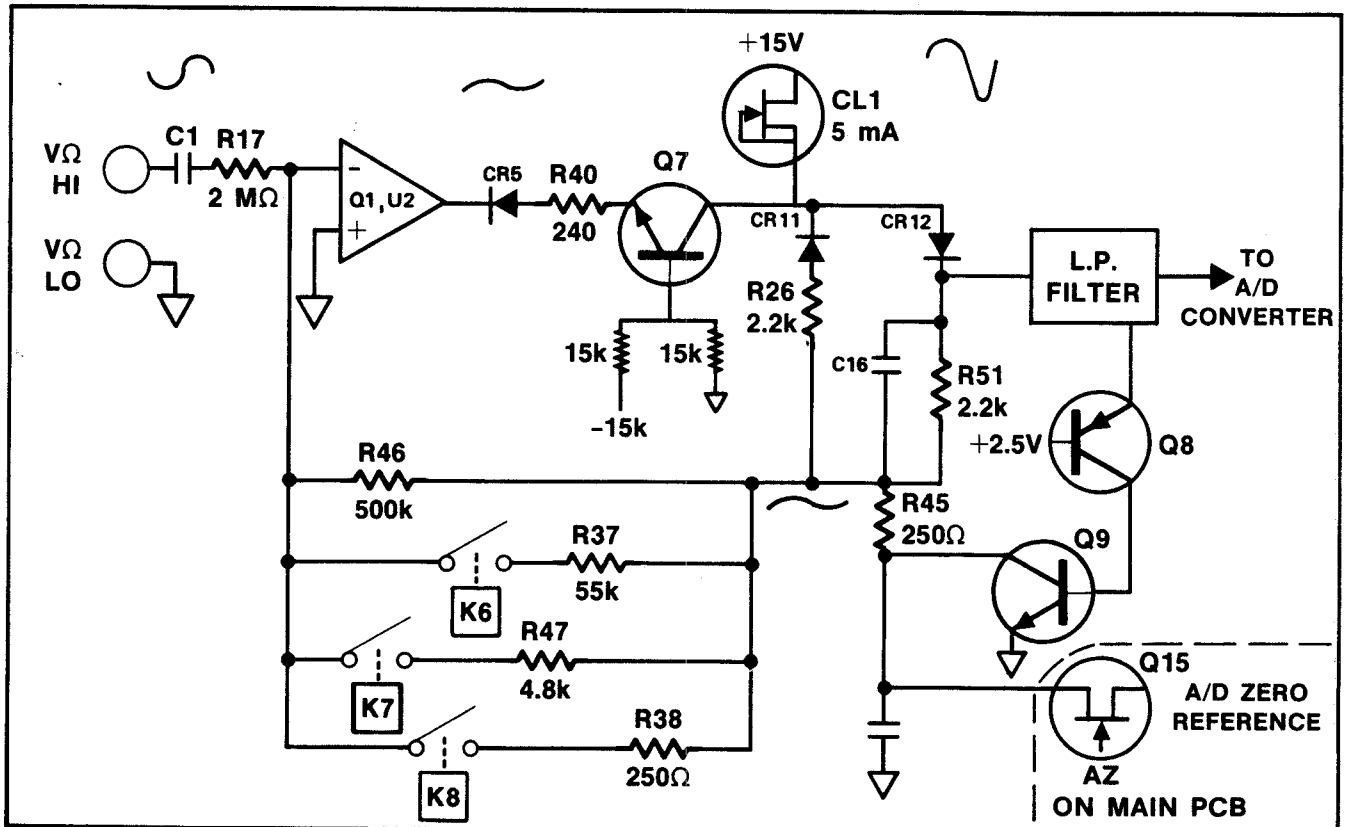 +15V
CL1
5 mA
VΩ
HI
C1
R17
2 MΩ
-
+
Q1, U2
CR5
R40
240
Q7
CR11
CR12
VΩ
LO
R26
2.2k
L.P.
FILTER
TO
A/D
CONVERTER
15k
15k
-15k
C16
R51
2.2k
+2.5V
Q8
R46
500k
R45
250Ω
Q9
R37
55k
K6
R47
4.8k
K7
R38
250Ω
K8
Q15
A/D ZERO
REFERENCE
AZ
ON MAIN PCB